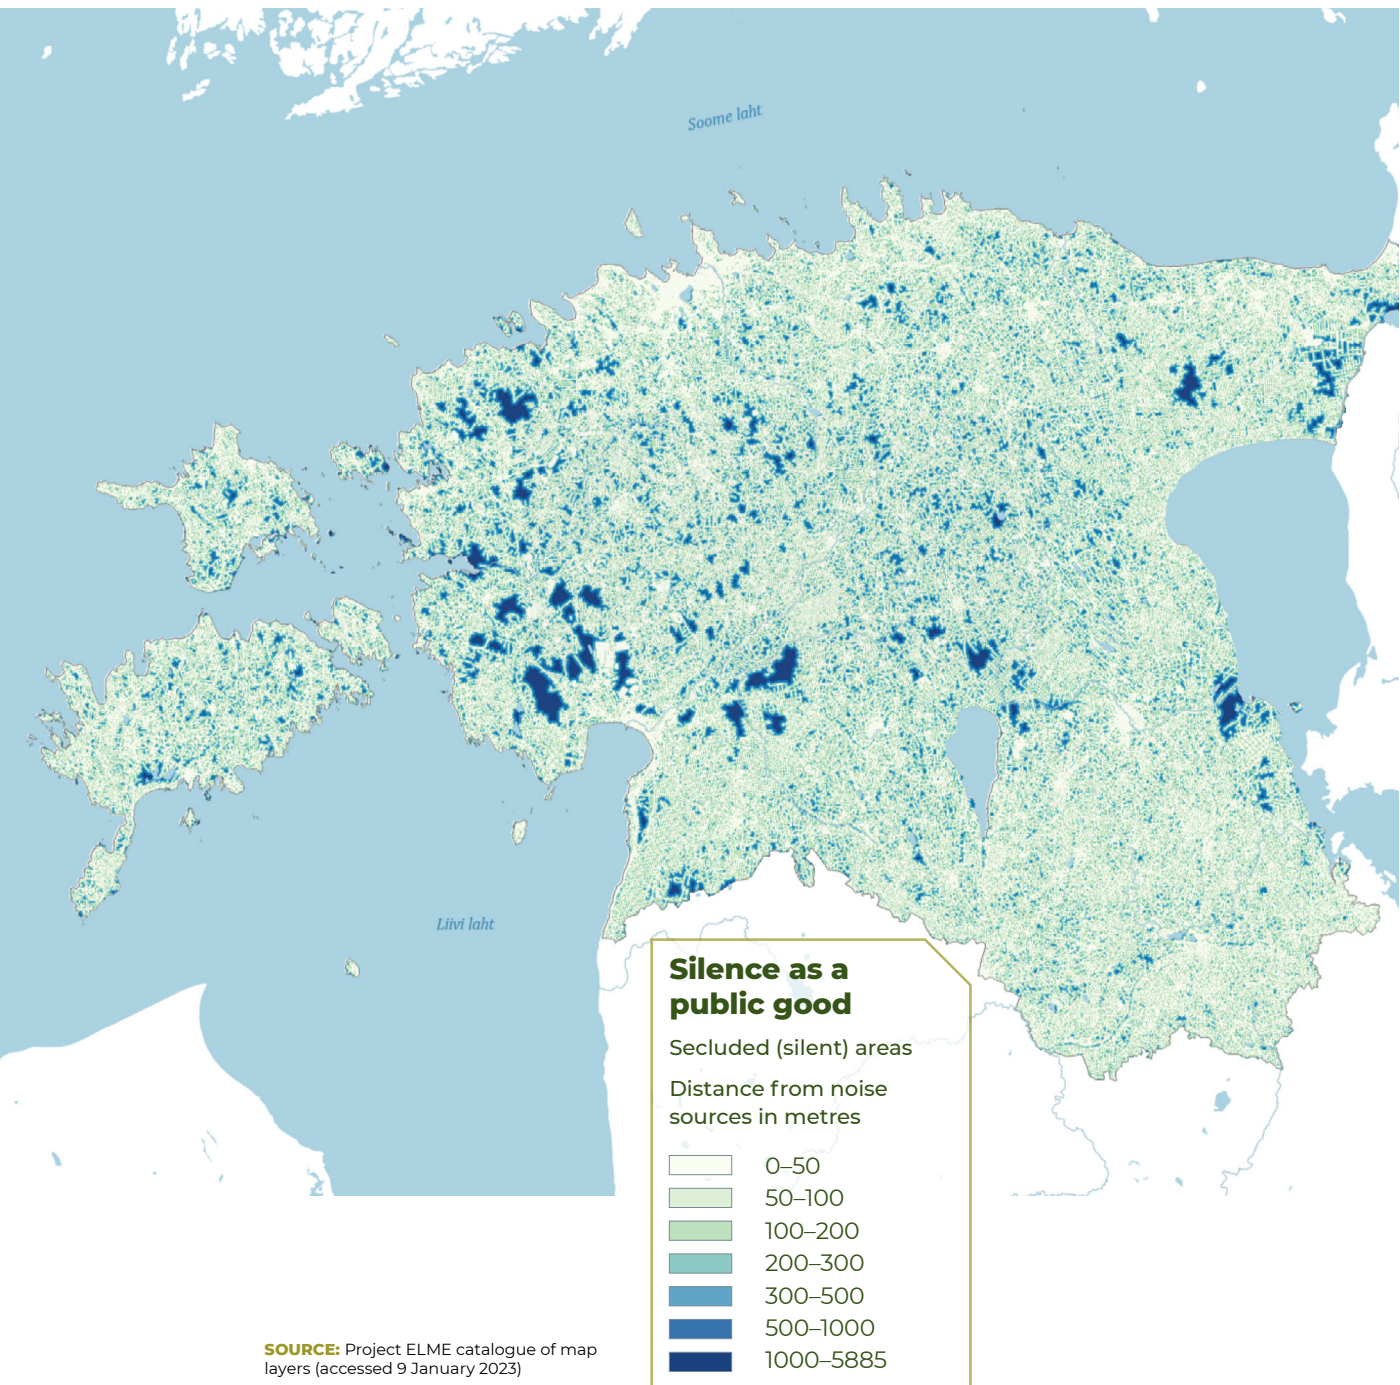 Soome laht
Liivi laht
Silence as a
public good
Secluded (silent) areas
Distance from noise
sources in metres
0–50
50–100
100–200
200–300
300–500
500–1000
1000–5885
SOURCE: Project ELME catalogue of map
layers (accessed 9 January 2023)